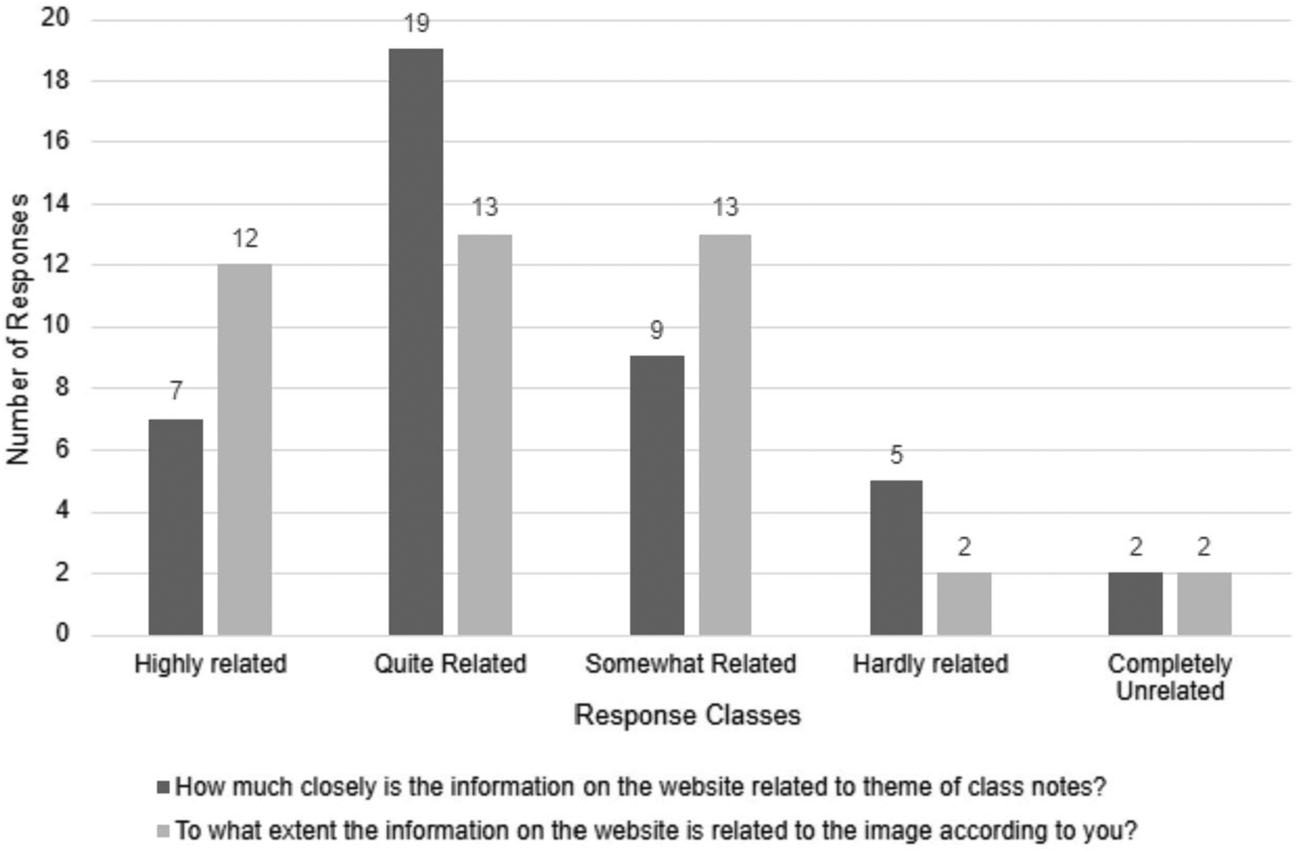 20
18
16
14
12
10
8
6
4
2
0
Number of Responses
7
12
19
13
9
13
5
2
2
2
Highly related
Quite Related
Somewhat Related
Hardly related
Completely
Unrelated
Response Classes
How much closely is the information on the website related to theme of class notes?
To what extent the information on the website is related to the image according to you?